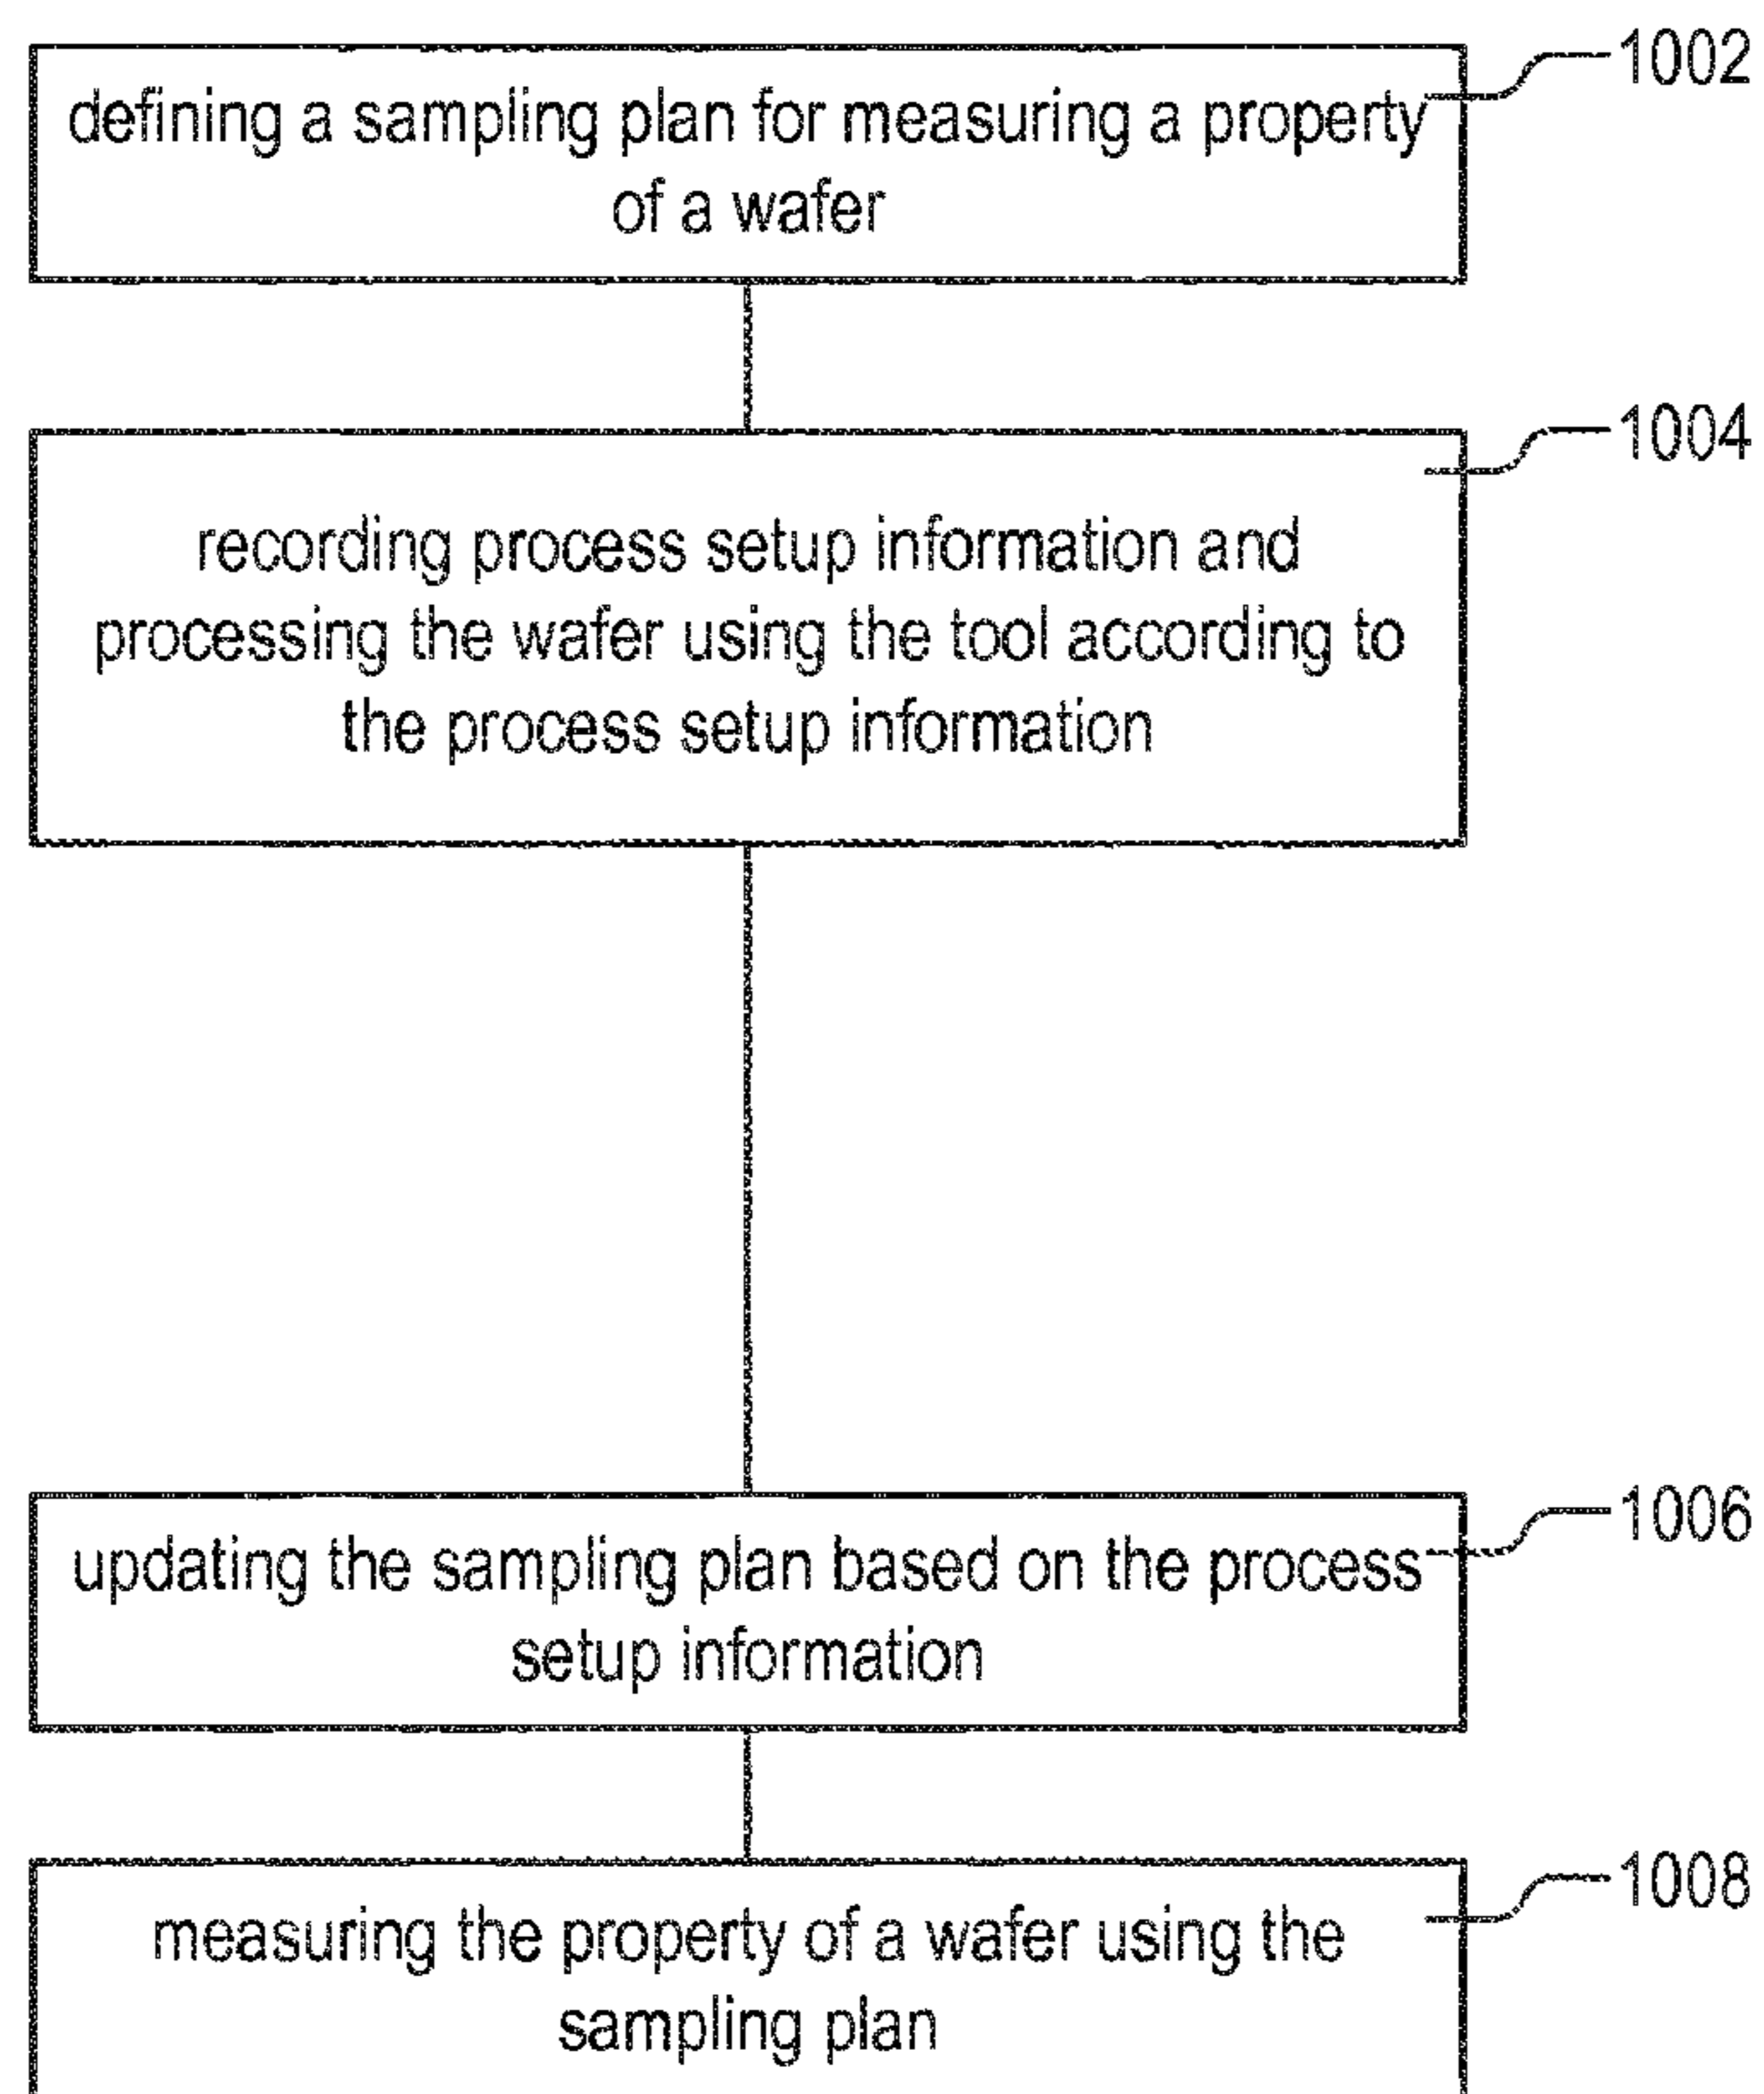 1002
defining a sampling plan for measuring a property
of a wafer
1004
recording process setup information and
processing the wafer using the tool according to
the process setup information
1006
updating the sampling plan based on the process
setup information
1008
measuring the property of a wafer using the
sampling plan